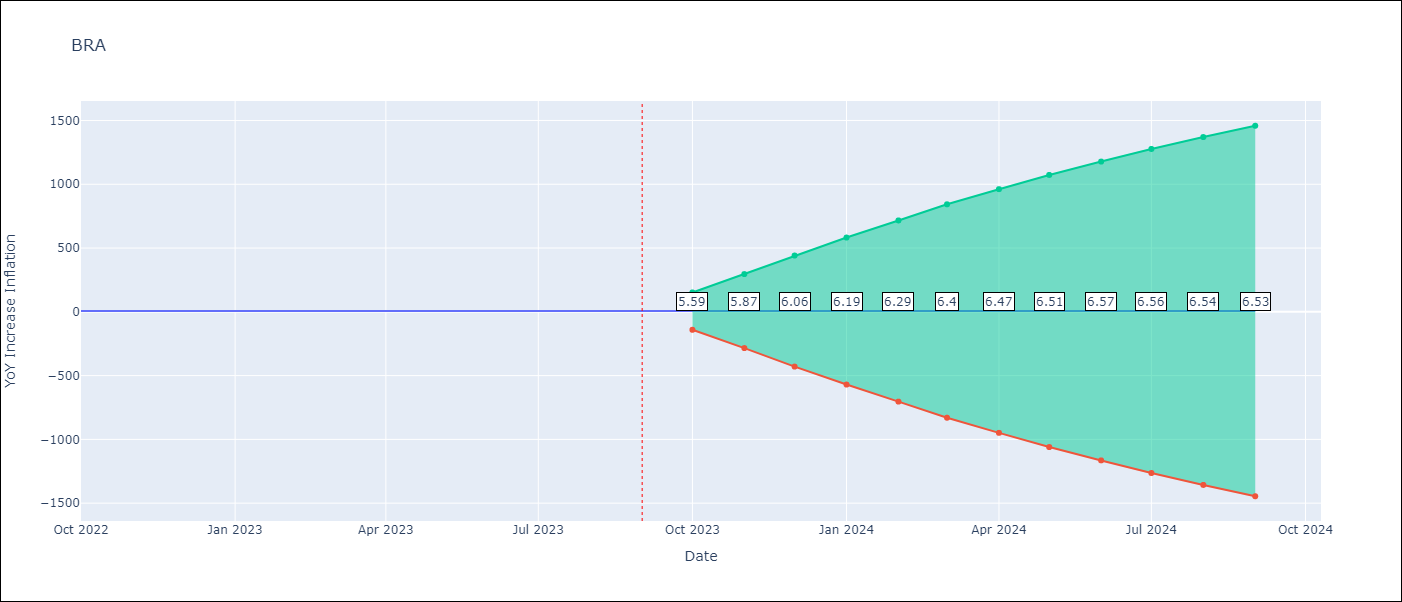 BRA
1500
1000
500
0
−500
−1000
−1500
YoY Increase Inflation
5.59 5.87 6.06 6.19 6.29 6.4 6.47 6.51 6.57 6.56 6.54 6.53
Oct 2022 Jan 2023 Apr 2023 Jul 2023 Oct 2023 Jan 2024 Apr 2024 Jul 2024 Oct 2024
Date